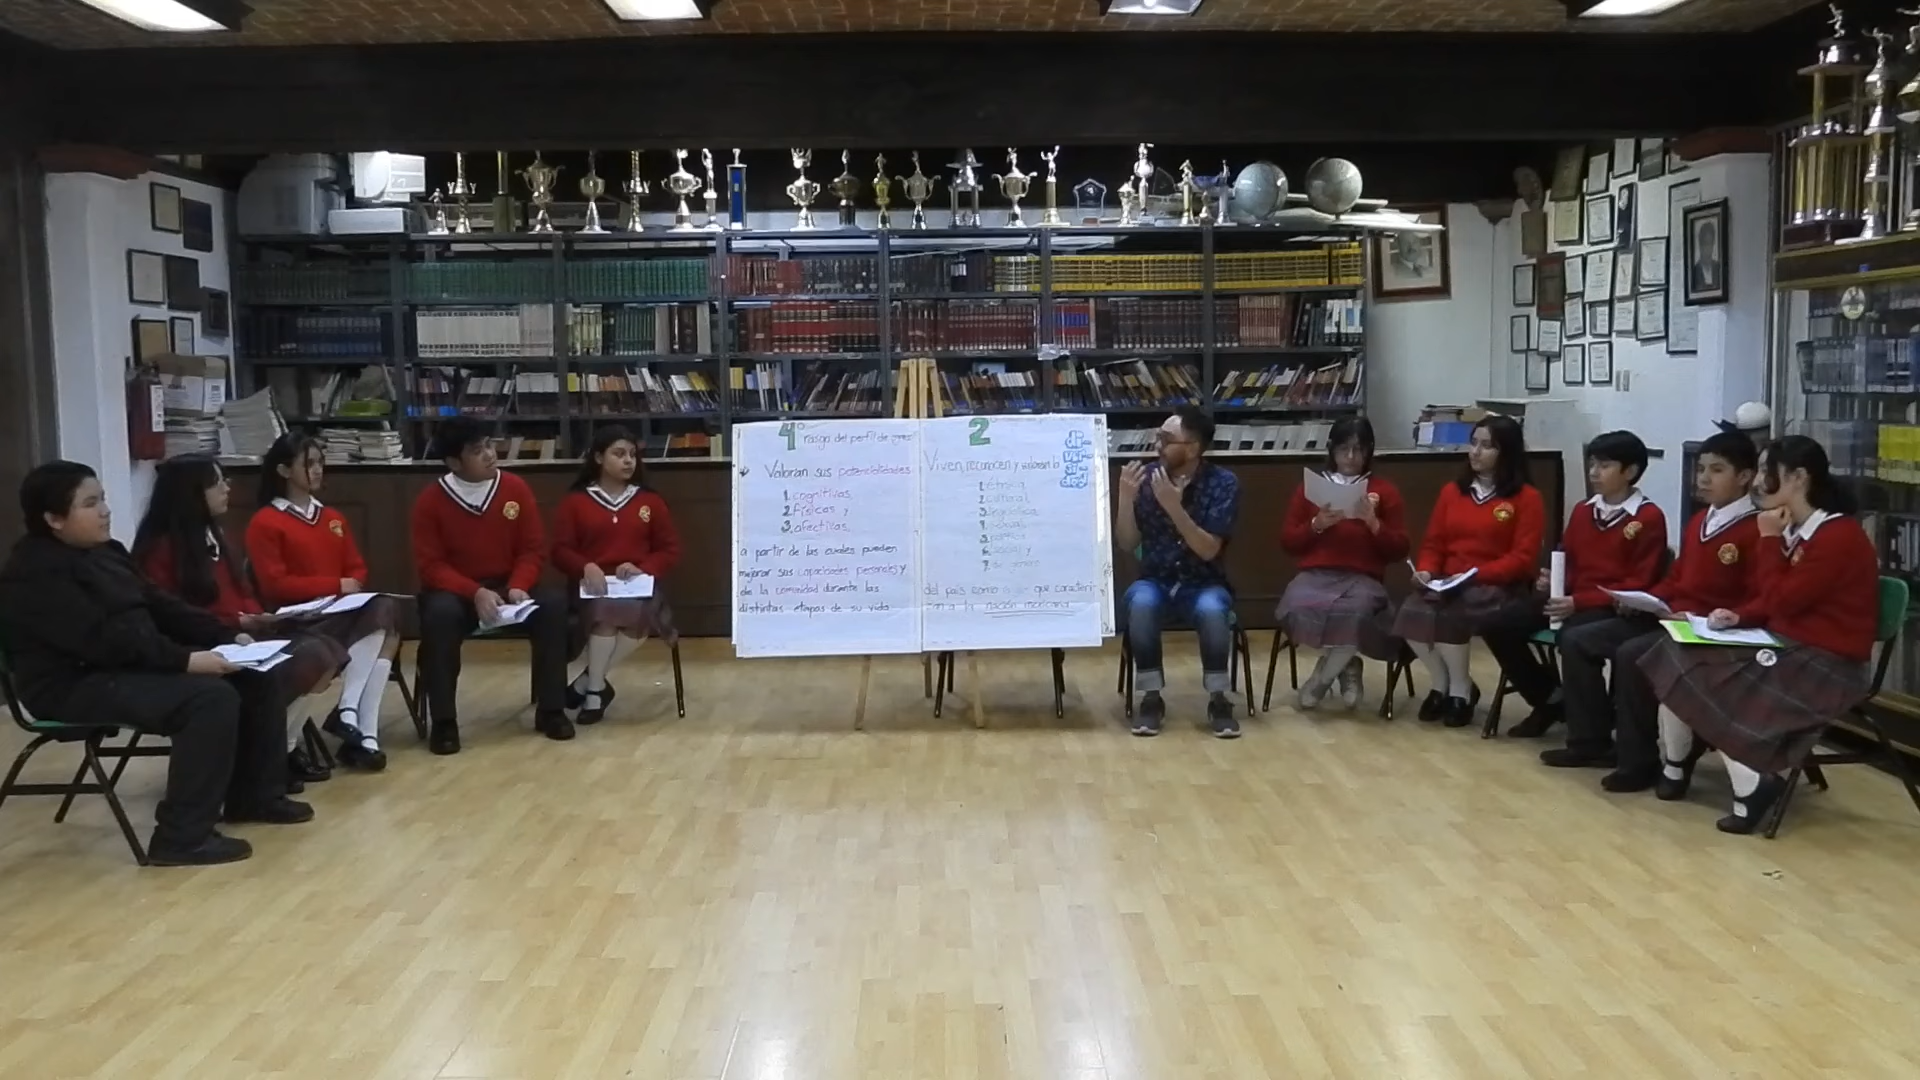 4° rasgo del perfil de
Valoran sus potencialidades
1. cognitivas,
2. físicas y
3. afectivas,
a partir de las cuales pueden
mejorar sus capacidades personales y
de la comunidad durante las
distintas etapas de su vida
2
di-
ver-
si-
dad
Viven, reconocen y valoran la
1. étnica
2. cultural,
3. lingüística,
4. sexual,
5. política
6. social y
7. de género
del país como que caracteri-
a la nación mexicana